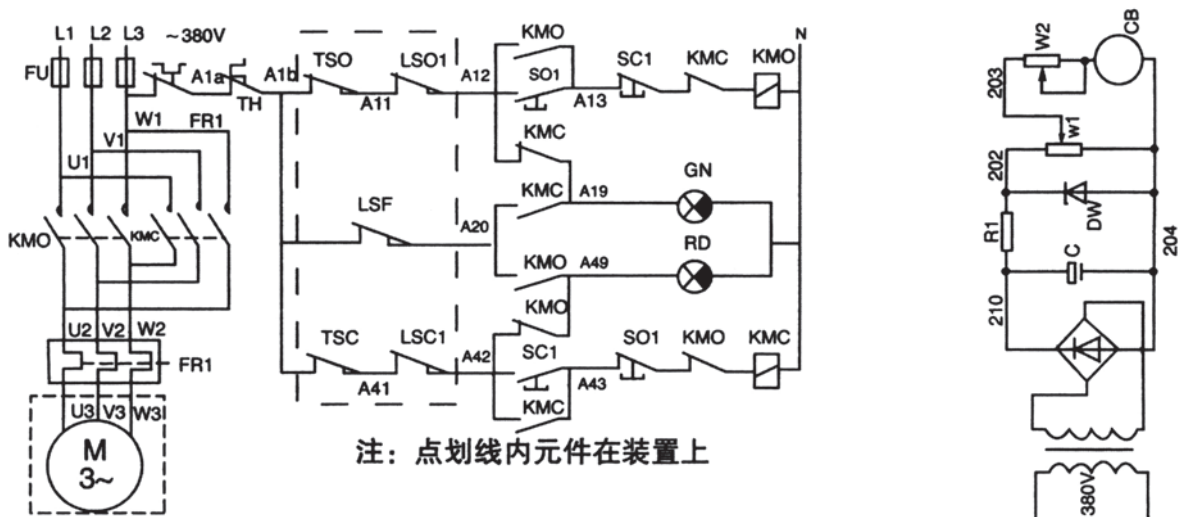 L1 L2 L3 ~380V
FU
A1a
A1b
TH
TSO
LSO1
A11
A12
KMO
SO1
A13
SC1
KMC
KMO
N
W1
FR1
V1
U1
KMC
KMO
KMC
LSF
A20
KMC
A19
GN
KMO
A49
RD
U2 V2 W2
FR1
KMO
TSC
LSC1
A41
A42
SC1
A43
SO1
KMO
KMC
KMC
U3 V3 W3
M
3~
注：点划线内元件在装置上
W2
CB
203
w1
202
DW
R1
C
204
210
380V